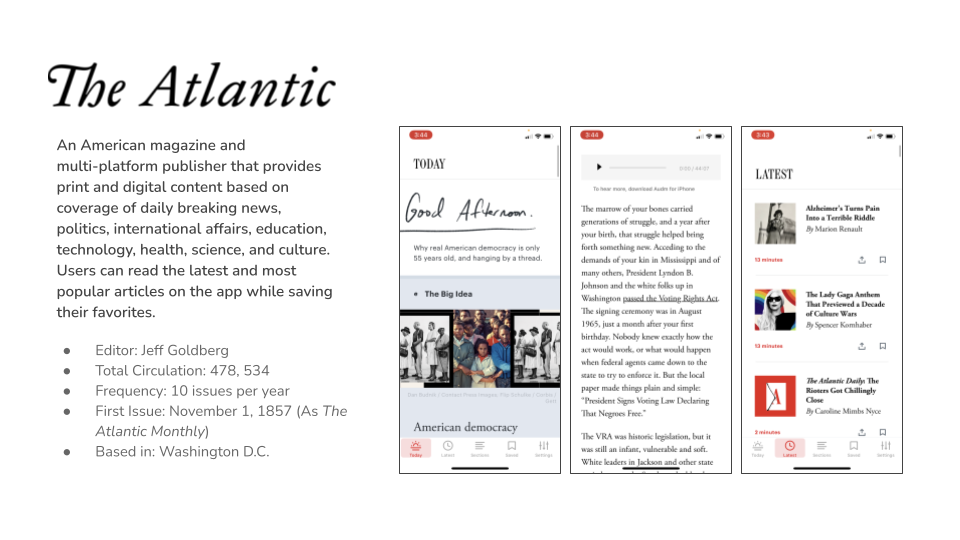 The Atlantic
An American magazine and
multi-platform publisher that provides
print and digital content based on
coverage of daily breaking news,
politics, international affairs, education,
technology, health, science, and culture.
Users can read the latest and most
popular articles on the app while saving
their favorites.
● Editor: Jeff Goldberg
● Total Circulation: 478, 534
● Frequency: 10 issues per year
● First Issue: November 1, 1857 (As The
Atlantic Monthly)
● Based in: Washington D.C.
3:44
TODAY
Good Afternoon.
Why real American democracy is only
55 years old, and hanging by a thread.
The Big Idea
American democracy
Today
Latest
Sections
Saved
Settings
3:44
0:00 / 44:07
To hear more, download Audm for iPhone
The marrow of your bones carried
generations of struggle, and a year after
your birth, that struggle helped bring
forth something new. Acceding to the
demands of your kin in Mississippi and of
many others, President Lyndon B.
Johnson and the white folks up in
Washington passed the Voting Rights Act.
The signing ceremony was in August
1965, just a month after your first
birthday. Nobody knew exactly how the
act would work, or what would happen
when federal agents came down to the
state to try to enforce it. But the local
paper made things plain and simple:
"President Signs Voting Law Declaring
That Negroes Free."
The VRA was historic legislation, but it
was still an infant, vulnerable and soft.
White leaders in Jackson and other state
3:43
LATEST
Alzheimer's Turns Pain
Into a Terrible Riddle
By Marion Renault
13 minutes
The Lady Gaga Anthem
That Previewed a Decade
of Culture Wars
By Spencer Kornhaber
13 minutes
The Atlantic Daily: The
Rioters Got Chillingly
Close
By Caroline Mimbs Nyce
2 minutes
Today
Latest
Sections
Saved
Settings